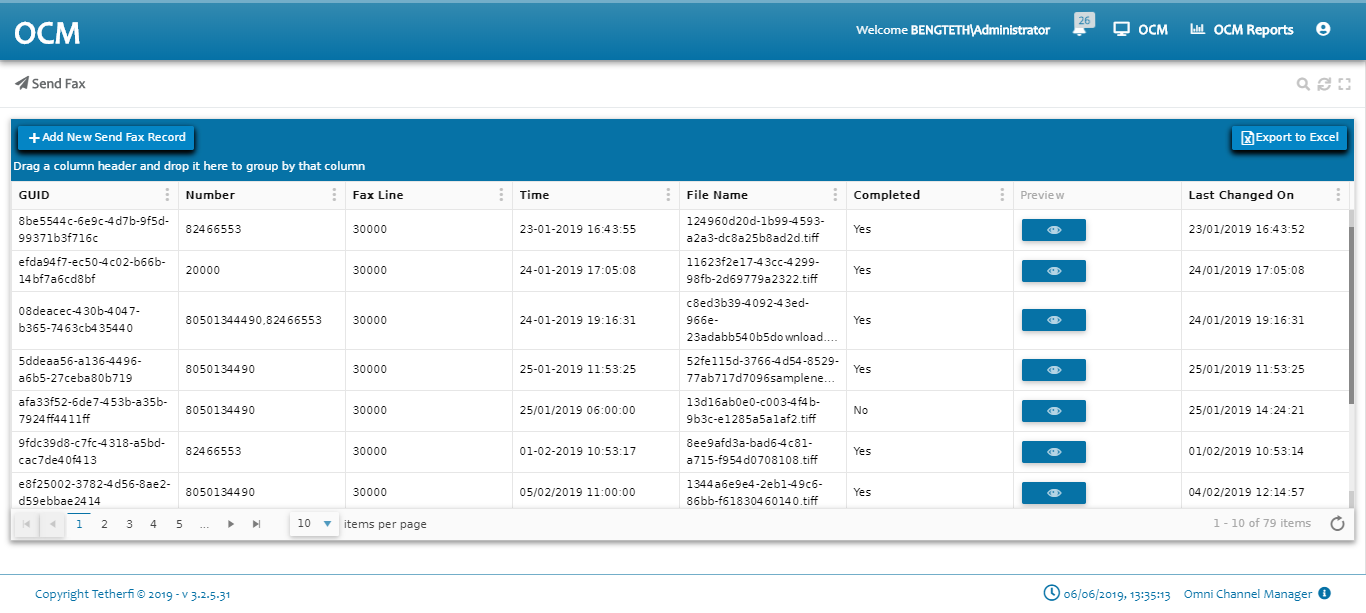 OCM
Welcome BENGTETH\Administrator
26
OCM
OCM Reports
Send Fax
Add New Send Fax Record
Export to Excel
Drag a column header and drop it here to group by that column
GUID Number Fax Line Time File Name Completed Preview Last Changed On
8be5544c-6e9c-4d7b-9f5d-
99371b3f716c
82466553
30000
23-01-2019 16:43:55
124960d20d-1b99-4593-
a2a3-dc8a25b8ad2d.tiff
Yes
23/01/2019 16:43:52
efda94f7-ec50-4c02-b66b-
14bf7a6cd8bf
20000
30000
24-01-2019 17:05:08
11623f2e17-43cc-4299-
98fb-2d69779a2322.tiff
Yes
24/01/2019 17:05:08
08deacec-430b-4047-
b365-7463cb435440
80501344490,82466553
30000
24-01-2019 19:16:31
c8ed3b39-4092-43ed-
966e-
23adabb540b5download....
Yes
24/01/2019 19:16:31
5ddeaa56-a136-4496-
a6b5-27ceba80b719
8050134490
30000
25-01-2019 11:53:25
52fe115d-3766-4d54-8529-
77ab717d7096samplene...
Yes
25/01/2019 11:53:25
afa33f52-6de7-453b-a35b-
7924ff4411ff
8050134490
30000
25/01/2019 06:00:00
13d16ab0e0-c003-4f4b-
9b3c-e1285a5a1af2.tiff
No
25/01/2019 14:24:21
9fdc39d8-c7fc-4318-a5bd-
cac7de40f413
82466553
30000
01-02-2019 10:53:17
8ee9afd3a-bad6-4c81-
a715-f954d0708108.tiff
Yes
01/02/2019 10:53:14
e8f25002-3782-4d56-8ae2-
d59ebbae2414
8050134490
30000
05/02/2019 11:00:00
1344a6e9e4-2eb1-49c6-
86bb-f61830460140.tiff
Yes
04/02/2019 12:14:57
1 2 3 4 5 ...
10 items per page
1 - 10 of 79 items
Copyright Tetherfi © 2019 - v 3.2.5.31
06/06/2019, 13:35:13
Omni Channel Manager